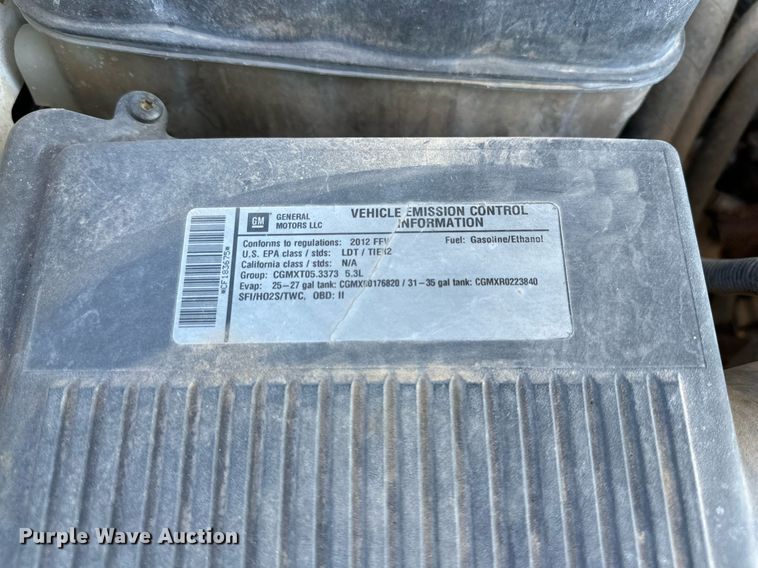 GM
GENERAL MOTORS LLC
VEHICLE EMISSION CONTROL INFORMATION
Conforms to regulations: 2012 FFV Fuel: Gasoline/Ethanol
U.S. EPA class / stds: LDT / TIER2
California class / stds: N/A
Group: CGMXT05.3373 5.3L
Evap: 25-27 gal tank: CGMXR0176820 / 31-35 gal tank: CGMXR0223840
SFI/HO2S/TWC, OBD: II
*CF183675*
Purple Wave Auction